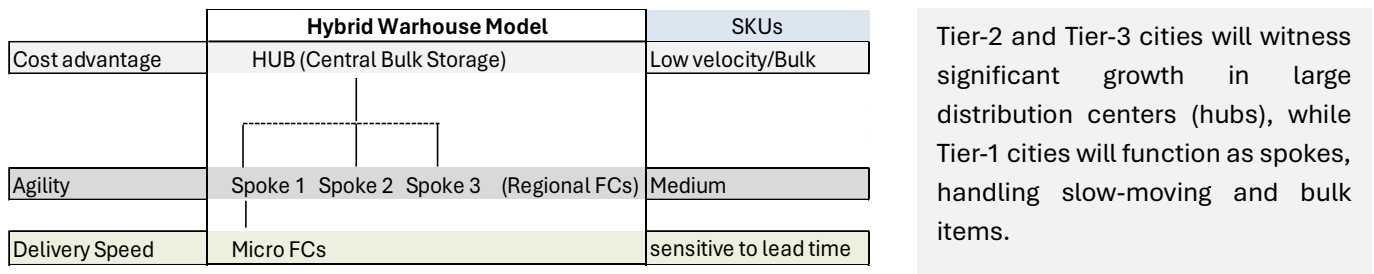 Hybrid Warhouse Model SKUs
Cost advantage HUB (Central Bulk Storage) Low velocity/Bulk
Agility Spoke 1 Spoke 2 Spoke 3 (Regional FCs) Medium
Delivery Speed Micro FCs sensitive to lead time
Tier-2 and Tier-3 cities will witness
significant growth in large
distribution centers (hubs), while
Tier-1 cities will function as spokes,
handling slow-moving and bulk
items.